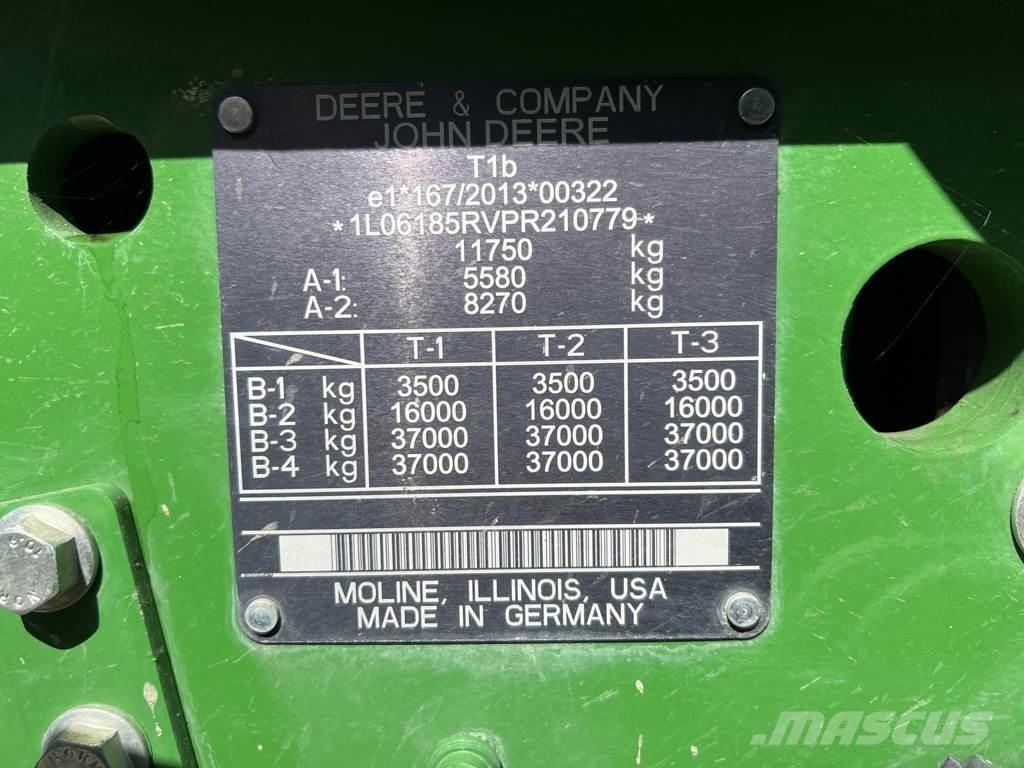 DEERE & COMPANY
JOHN DEERE
T1b
e1*167/2013*00322
*1L06185RVPR210779*
11750 kg
A-1: 5580 kg
A-2: 8270 kg
T-1 T-2 T-3
B-1 kg 3500 3500 3500
B-2 kg 16000 16000 16000
B-3 kg 37000 37000 37000
B-4 kg 37000 37000 37000
MOLINE, ILLINOIS, USA
MADE IN GERMANY
10.9
MASCUS